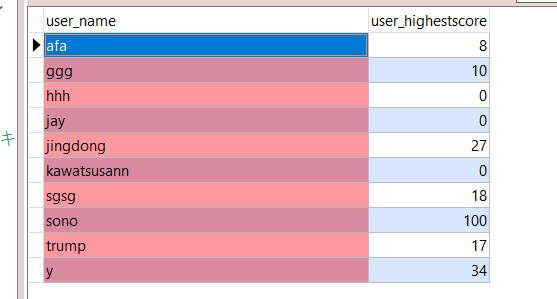 user_name user_highestscore
afa 8
ggg 10
hhh 0
jay 0
jingdong 27
kawatsusann 0
sgsg 18
sono 100
trump 17
y 34
キ